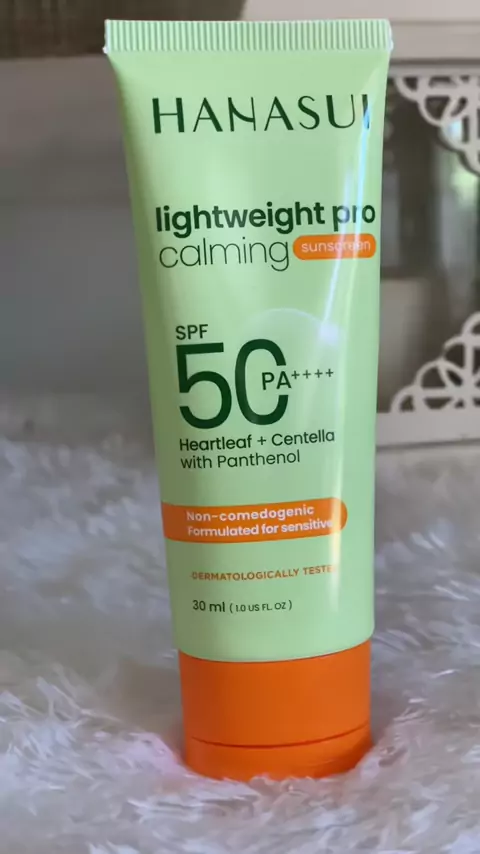 HANASUI
lightweight pro
calming sunscreen
SPF
50 PA++++
Heartleaf + Centella
with Panthenol
Non-comedogenic
Formulated for sensitive
DERMATOLOGICALLY TESTE
30 ml (1.0 US FL. OZ)